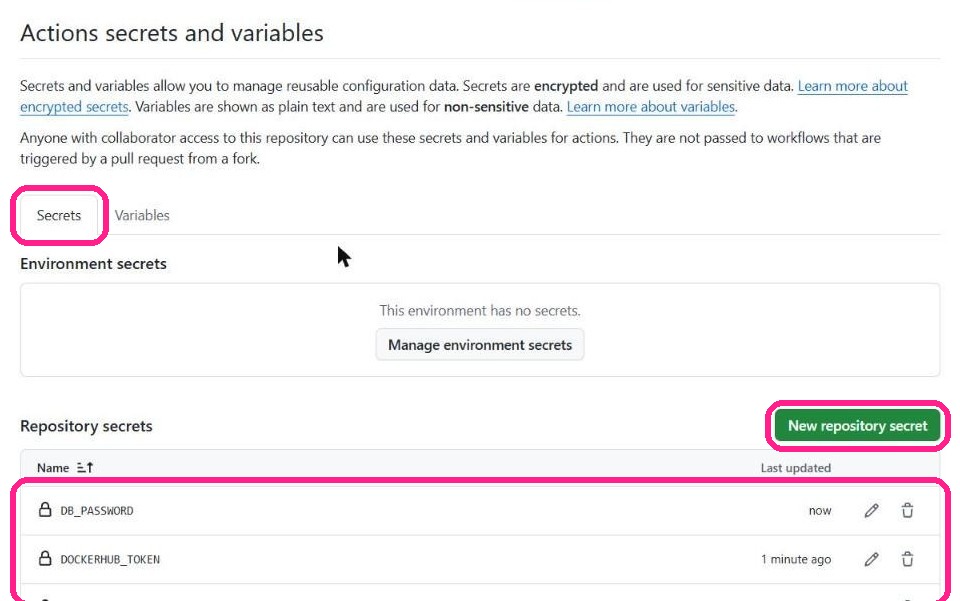 Actions secrets and variables
Secrets and variables allow you to manage reusable configuration data. Secrets are encrypted and are used for sensitive data. Learn more about
encrypted secrets. Variables are shown as plain text and are used for non-sensitive data. Learn more about variables.
Anyone with collaborator access to this repository can use these secrets and variables for actions. They are not passed to workflows that are
triggered by a pull request from a fork.
Secrets Variables
Environment secrets
This environment has no secrets.
Manage environment secrets
Repository secrets New repository secret
Name Last updated
DB_PASSWORD now
DOCKERHUB_TOKEN 1 minute ago